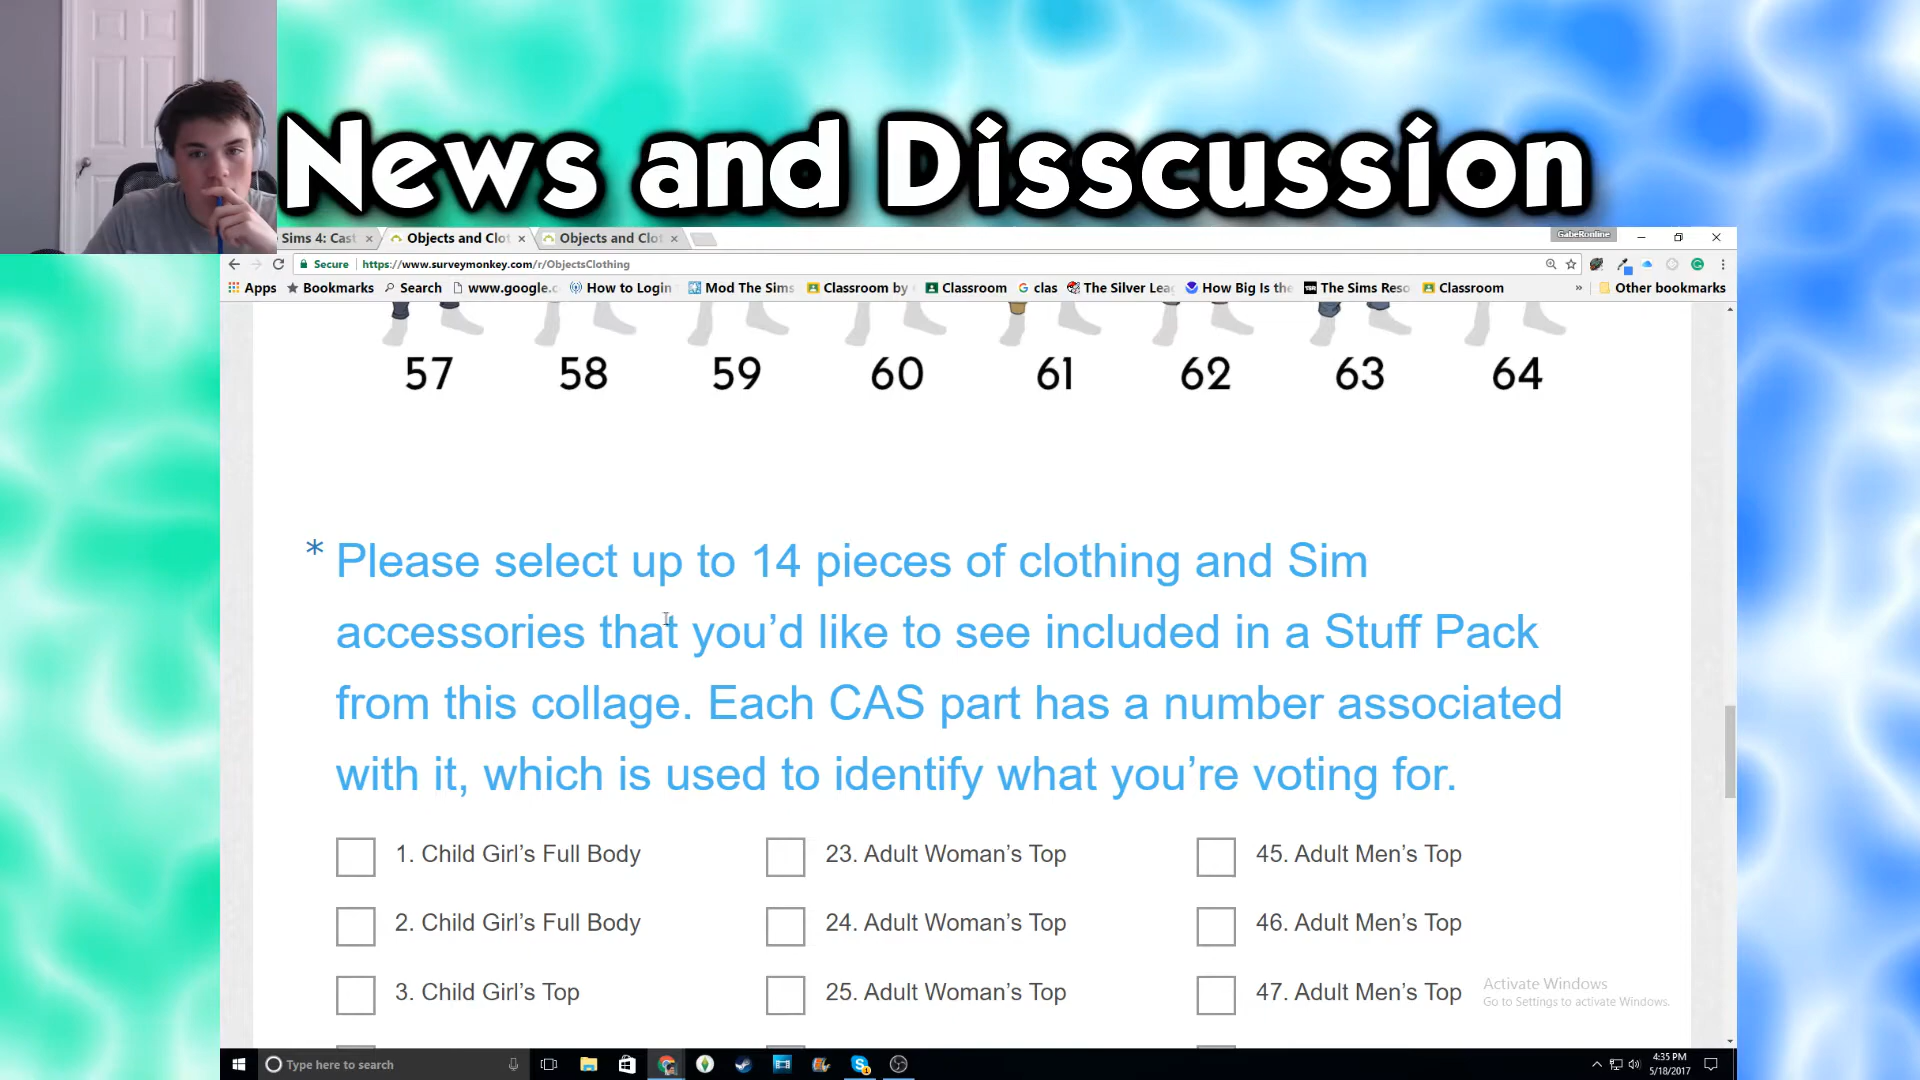 News and Disscussion
Sims 4: Cast
Objects and Clot
Objects and Clot
GabeRonline
Secure
https://www.surveymonkey.com/r/ObjectsClothing
Apps
Bookmarks
Search
www.google.c
How to Login
Mod The Sims
Classroom by
Classroom
clas
The Silver Lea
How Big Is the
The Sims Reso
Classroom
»
Other bookmarks
57 58 59 60 61 62 63 64
* Please select up to 14 pieces of clothing and Sim
accessories that you’d like to see included in a Stuff Pack
from this collage. Each CAS part has a number associated
with it, which is used to identify what you’re voting for.
1. Child Girl’s Full Body
23. Adult Woman’s Top
45. Adult Men’s Top
2. Child Girl’s Full Body
24. Adult Woman’s Top
46. Adult Men’s Top
3. Child Girl’s Top
25. Adult Woman’s Top
47. Adult Men’s Top
Activate Windows
Go to Settings to activate Windows.
Type here to search
4:35 PM
5/18/2017